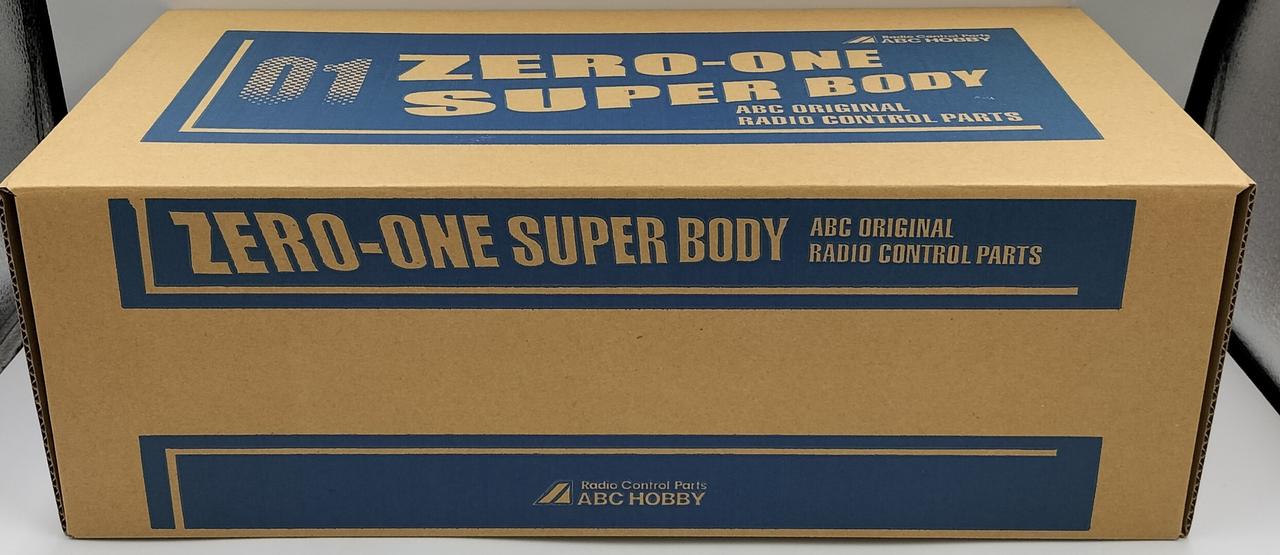 Radio Control Parts
ABC HOBBY
01
ZERO-ONE
SUPER BODY
ABC ORIGINAL
RADIO CONTROL PARTS
ZERO-ONE SUPER BODY
ABC ORIGINAL
RADIO CONTROL PARTS
Radio Control Parts
ABC HOBBY